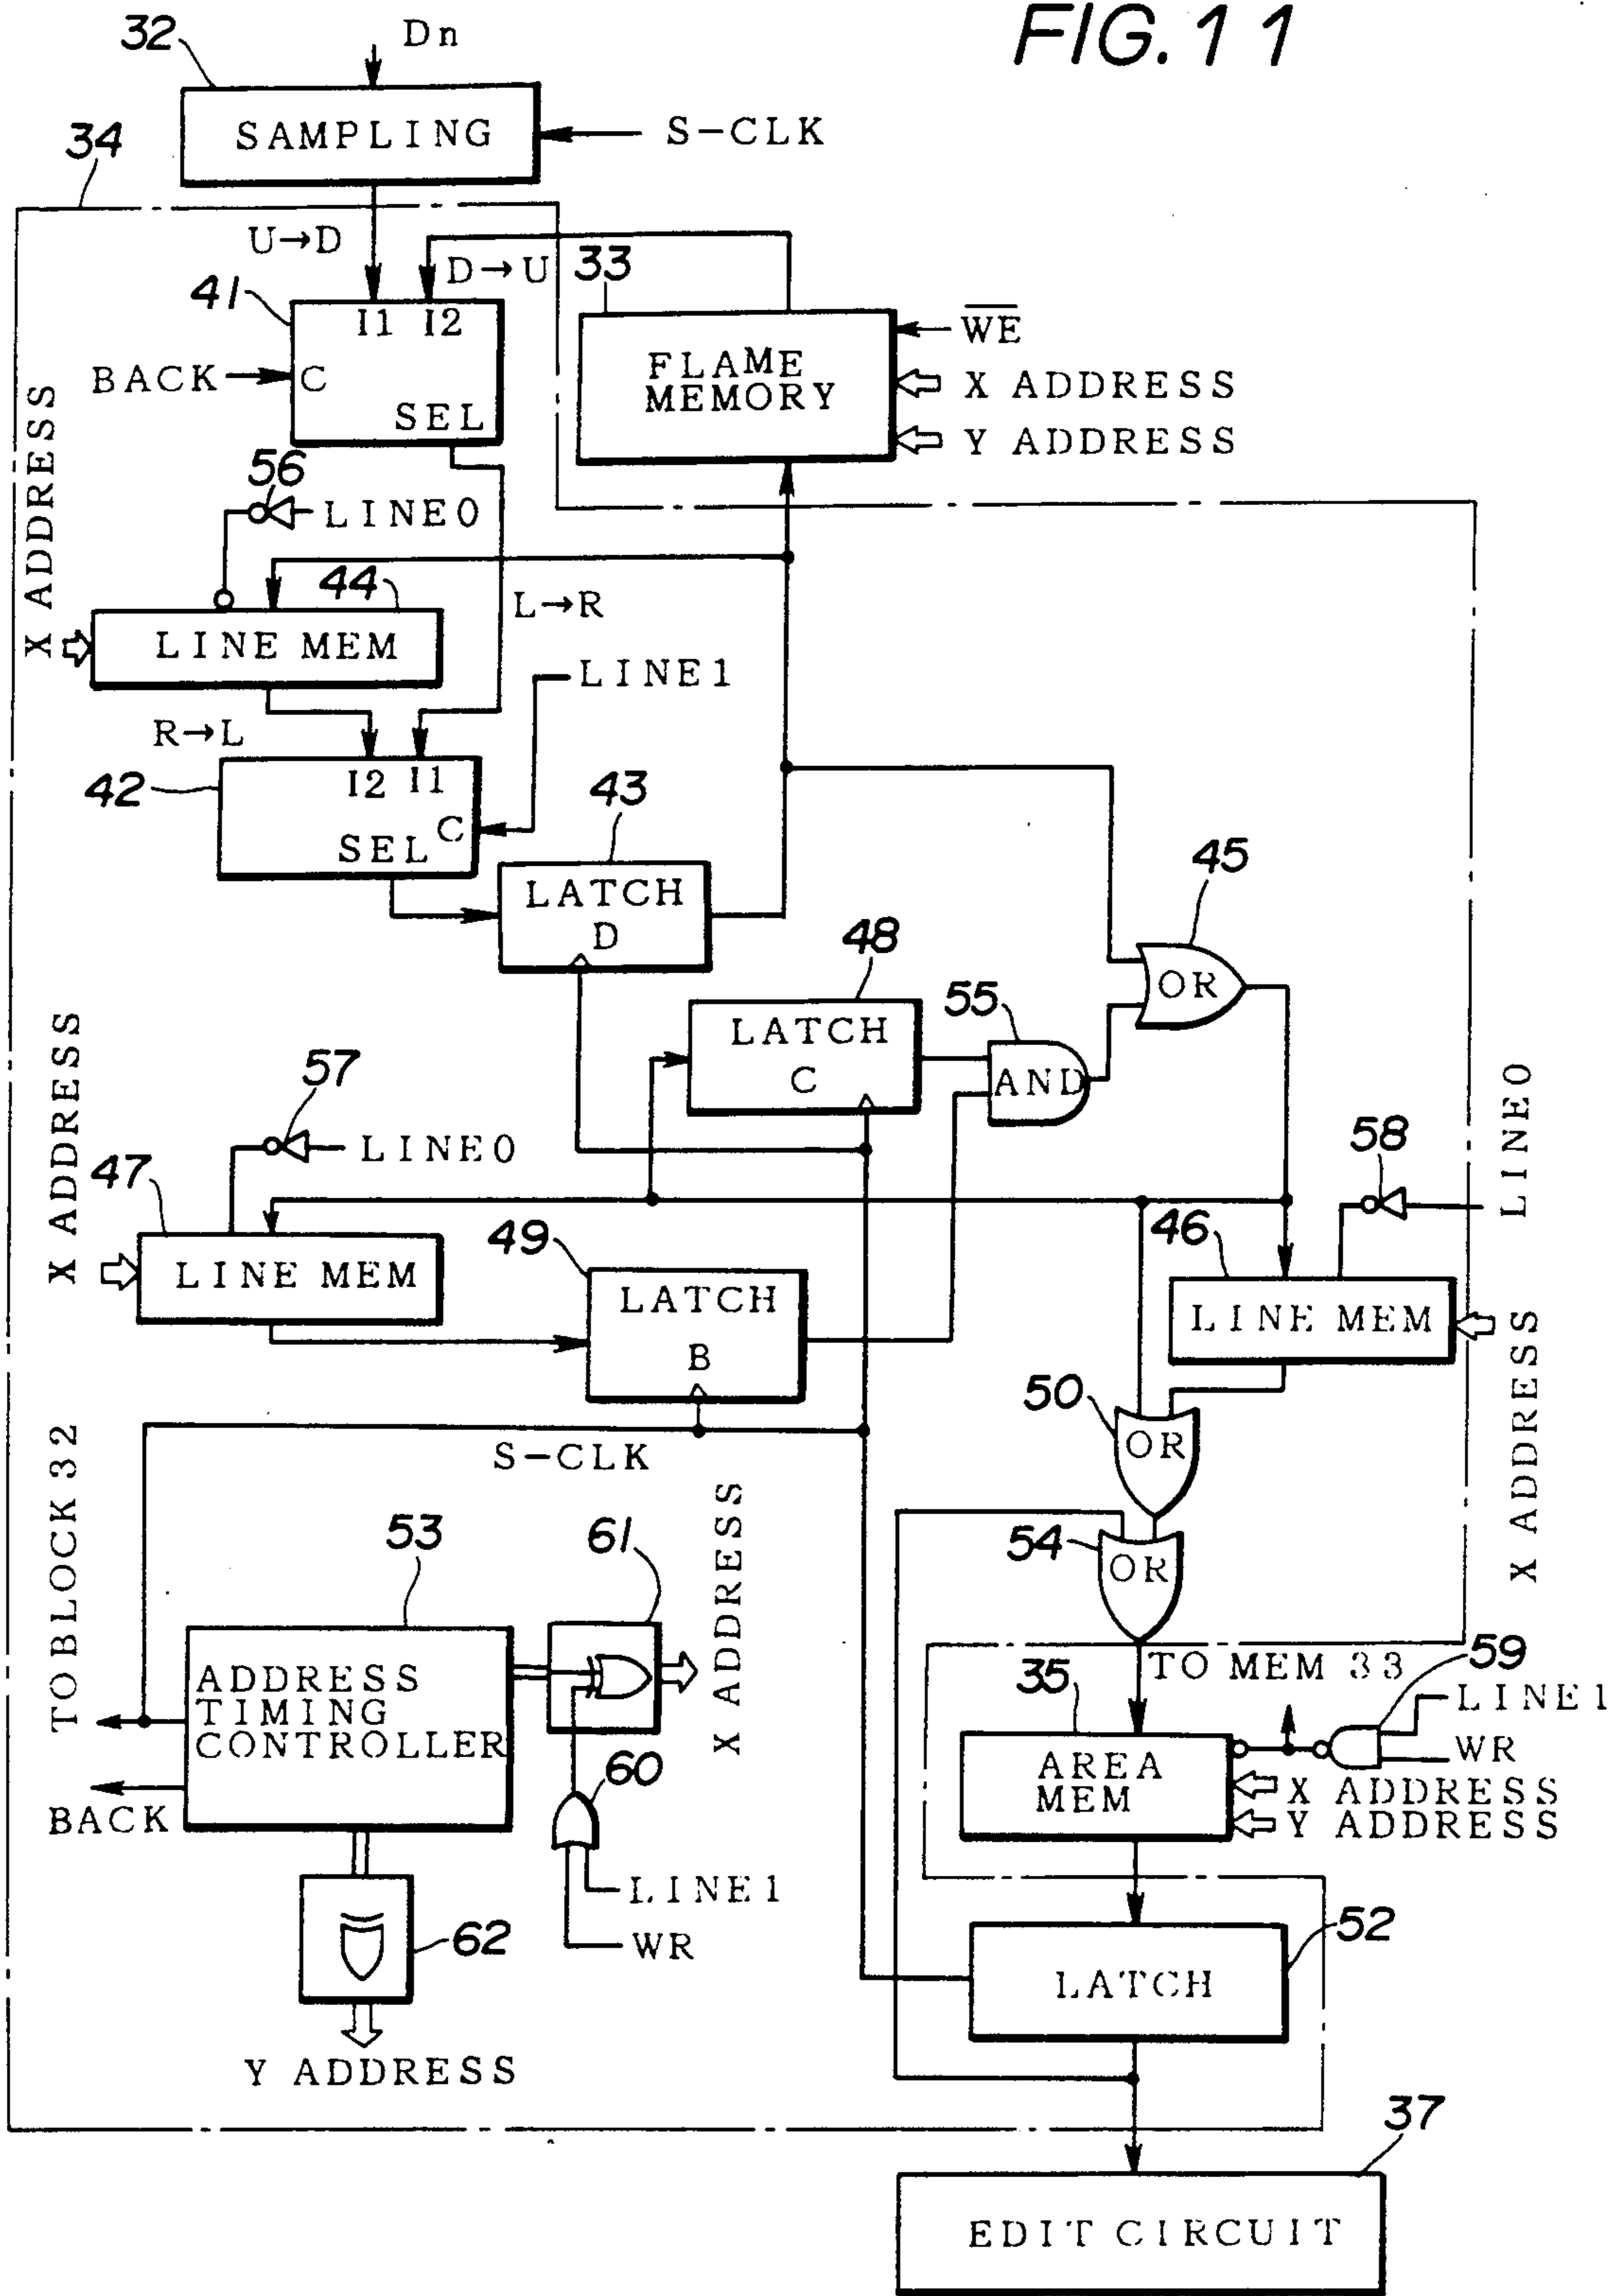 FIG. 11
32
Dn
SAMPLING
S-CLK
34
U→D
D→U
33
41
I1 I2
BACK
C
SEL
FLAME
MEMORY
WE
X ADDRESS
Y ADDRESS
X ADDRESS
56
LINE0
44
LINE MEM
L→R
LINE1
R→L
42
I2 I1
C
SEL
43
LATCH
D
45
OR
48
LATCH
C
55
AND
X ADDRESS
57
LINE0
47
LINE MEM
49
LATCH
B
58
LINE0
46
LINE MEM
X ADDRESS
50
OR
S-CLK
54
OR
TO BLOCK 32
53
ADDRESS
TIMING
CONTROLLER
BACK
61
X ADDRESS
60
LINE1
WR
62
Y ADDRESS
TO MEM 33
59
LINE1
WR
35
AREA
MEM
X ADDRESS
Y ADDRESS
52
LATCH
37
EDIT CIRCUIT